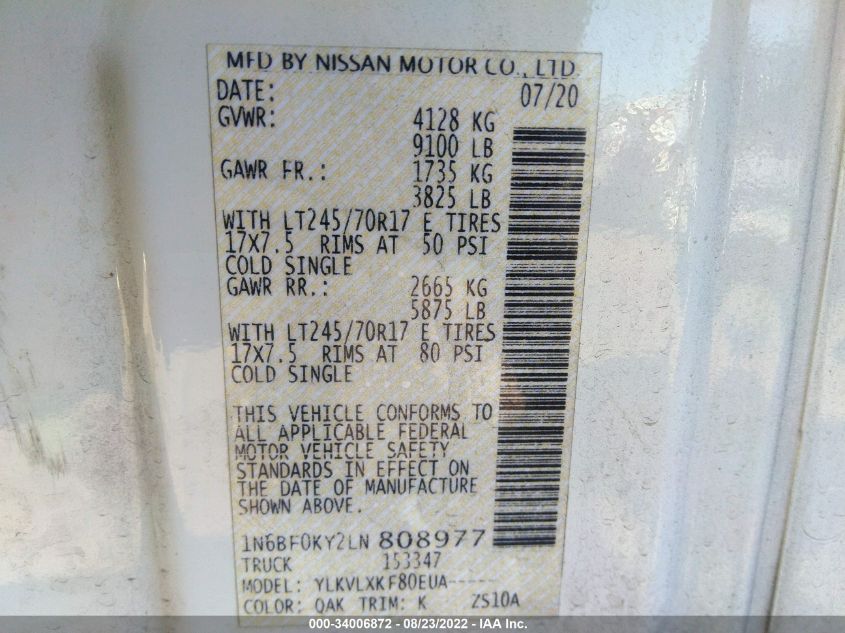 MFD BY NISSAN MOTOR CO., LTD.
DATE: 07/20
GVWR: 4128 KG
9100 LB
GAWR FR.: 1735 KG
3825 LB
WITH LT245/70R17 E TIRES
17X7.5 RIMS AT 50 PSI
COLD SINGLE
GAWR RR.: 2665 KG
5875 LB
WITH LT245/70R17 E TIRES
17X7.5 RIMS AT 80 PSI
COLD SINGLE
THIS VEHICLE CONFORMS TO
ALL APPLICABLE FEDERAL
MOTOR VEHICLE SAFETY
STANDARDS IN EFFECT ON
THE DATE OF MANUFACTURE
SHOWN ABOVE.
1N6BF0KY2LN808977
TRUCK 153347
MODEL: YLKVLXKF80EUA-----
COLOR: QAK TRIM: K ZS10A
000-34006872 - 08/23/2022 - IAA Inc.